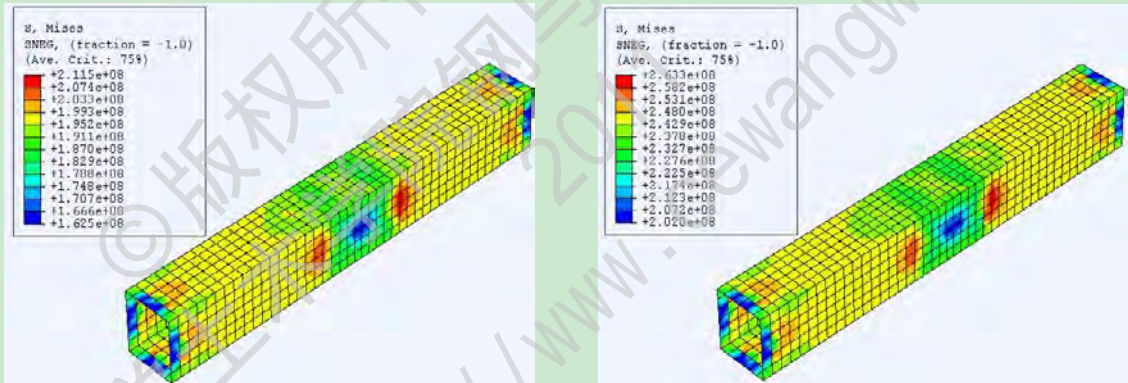 S, Mises
SNEG, (fraction = -1.0)
(Ave. Crit.: 75%)
+2.115e+08
+2.074e+08
+2.033e+08
+1.993e+08
+1.952e+08
+1.911e+08
+1.870e+08
+1.829e+08
+1.788e+08
+1.748e+08
+1.707e+08
+1.666e+08
+1.625e+08
S, Mises
SNEG, (fraction = -1.0)
(Ave. Crit.: 75%)
+2.633e+08
+2.582e+08
+2.531e+08
+2.480e+08
+2.429e+08
+2.378e+08
+2.327e+08
+2.276e+08
+2.225e+08
+2.174e+08
+2.123e+08
+2.072e+08
+2.020e+08
©版权所